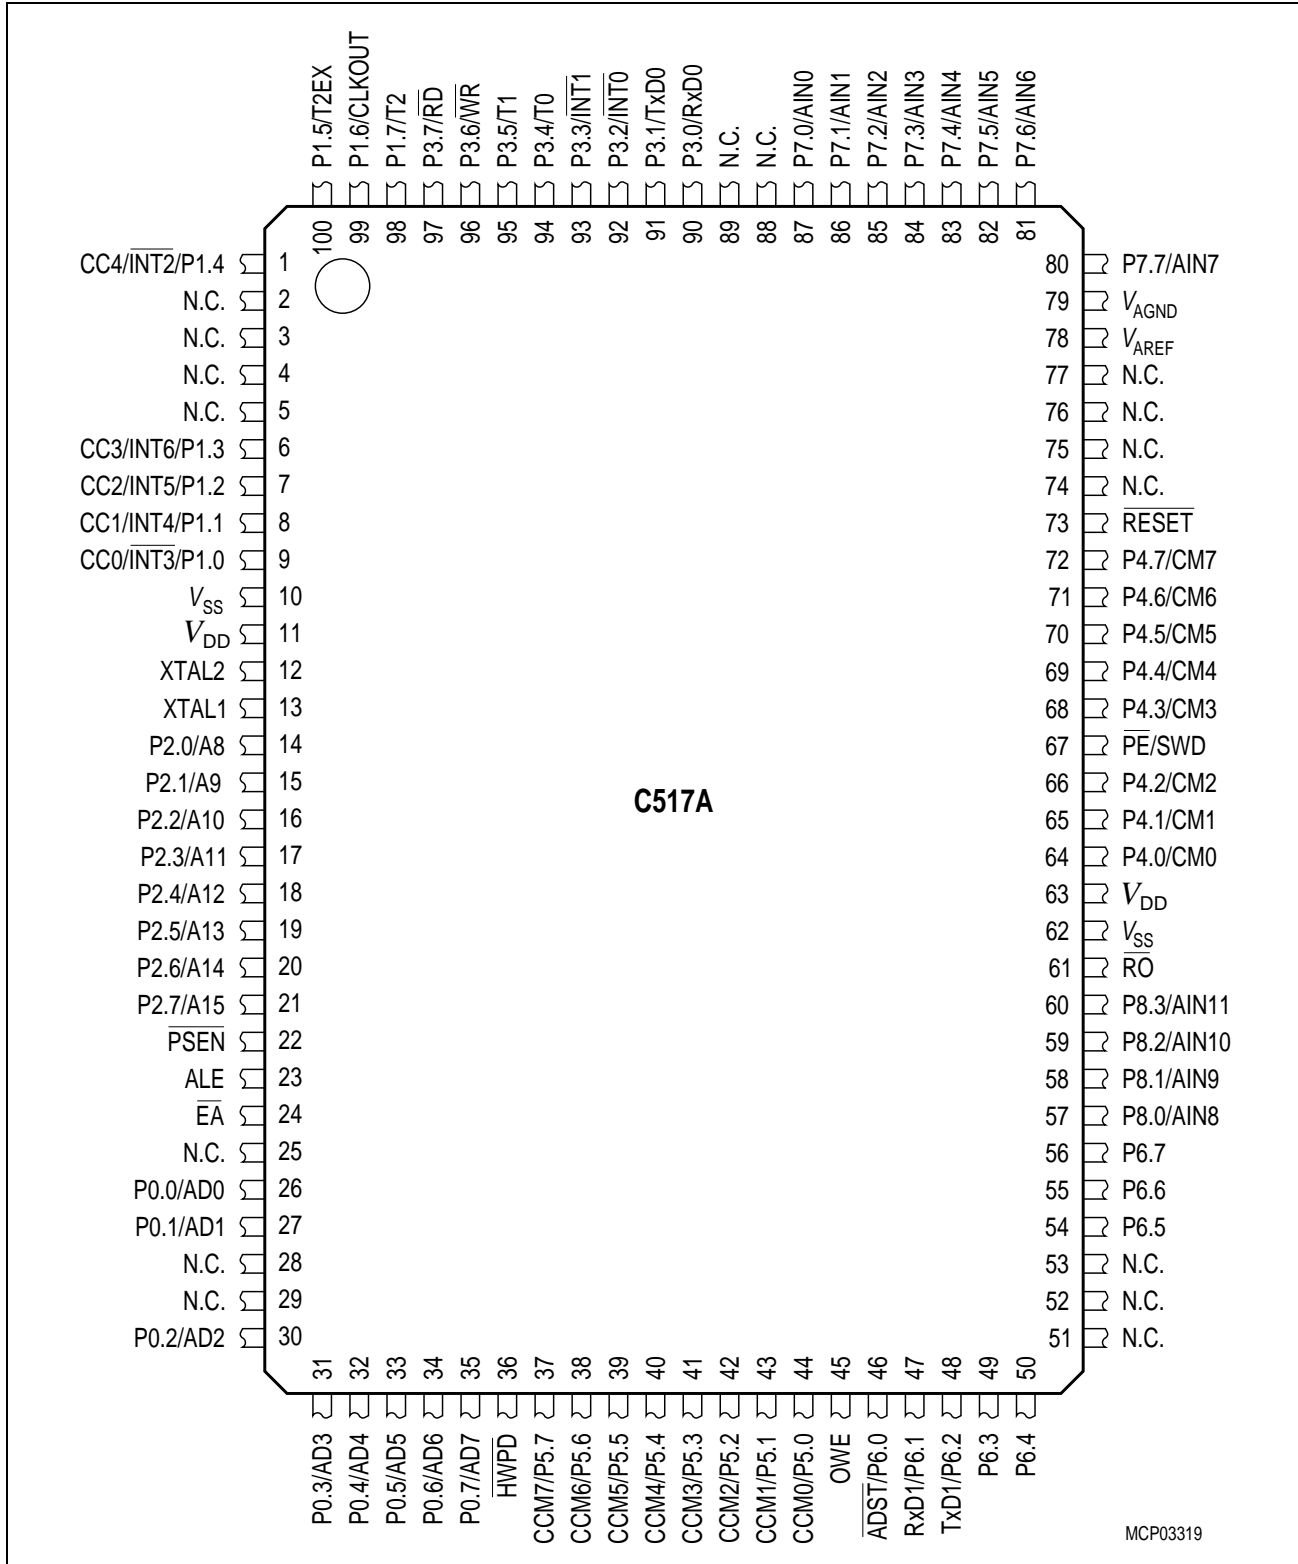 P1.5/T2EX
P1.6/CLKOUT
P1.7/T2
P3.7/R̅D̅
P3.6/W̅R̅
P3.5/T1
P3.4/T0
P3.3/I̅N̅T̅1̅
P3.2/I̅N̅T̅0̅
P3.1/TxD0
P3.0/RxD0
N.C.
N.C.
P7.0/AIN0
P7.1/AIN1
P7.2/AIN2
P7.3/AIN3
P7.4/AIN4
P7.5/AIN5
P7.6/AIN6
100
99
98
97
96
95
94
93
92
91
90
89
88
87
86
85
84
83
82
81
CC4/I̅N̅T̅2̅/P1.4 1
N.C. 2
N.C. 3
N.C. 4
N.C. 5
CC3/INT6/P1.3 6
CC2/INT5/P1.2 7
CC1/INT4/P1.1 8
CC0/I̅N̅T̅3̅/P1.0 9
VSS 10
VDD 11
XTAL2 12
XTAL1 13
P2.0/A8 14
P2.1/A9 15
P2.2/A10 16
P2.3/A11 17
P2.4/A12 18
P2.5/A13 19
P2.6/A14 20
P2.7/A15 21
P̅S̅E̅N̅ 22
ALE 23
E̅A̅ 24
N.C. 25
P0.0/AD0 26
P0.1/AD1 27
N.C. 28
N.C. 29
P0.2/AD2 30
C517A
80 P7.7/AIN7
79 VAGND
78 VAREF
77 N.C.
76 N.C.
75 N.C.
74 N.C.
73 R̅E̅S̅E̅T̅
72 P4.7/CM7
71 P4.6/CM6
70 P4.5/CM5
69 P4.4/CM4
68 P4.3/CM3
67 P̅E̅/SWD
66 P4.2/CM2
65 P4.1/CM1
64 P4.0/CM0
63 VDD
62 VSS
61 R̅O̅
60 P8.3/AIN11
59 P8.2/AIN10
58 P8.1/AIN9
57 P8.0/AIN8
56 P6.7
55 P6.6
54 P6.5
53 N.C.
52 N.C.
51 N.C.
31
32
33
34
35
36
37
38
39
40
41
42
43
44
45
46
47
48
49
50
P0.3/AD3
P0.4/AD4
P0.5/AD5
P0.6/AD6
P0.7/AD7
H̅W̅P̅D̅
CCM7/P5.7
CCM6/P5.6
CCM5/P5.5
CCM4/P5.4
CCM3/P5.3
CCM2/P5.2
CCM1/P5.1
CCM0/P5.0
OWE
A̅D̅S̅T̅/P6.0
RxD1/P6.1
TxD1/P6.2
P6.3
P6.4
MCP03319